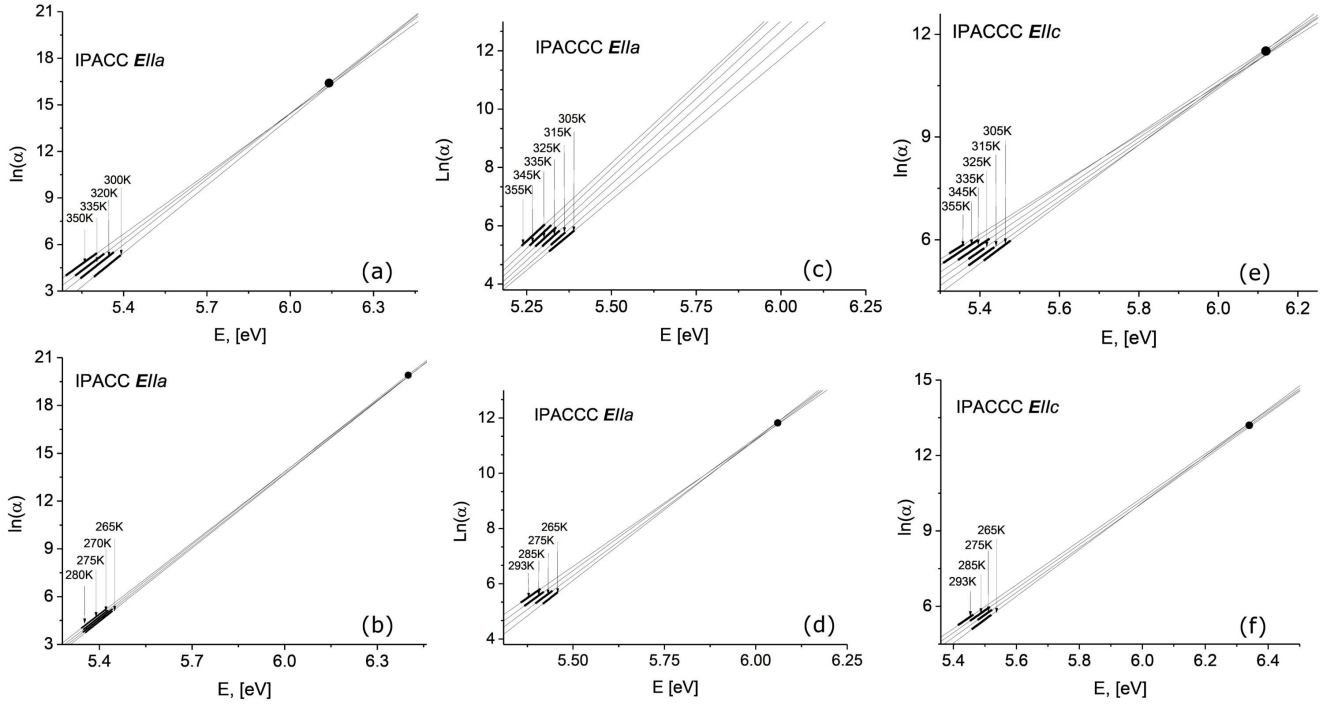 IPACC E||a
ln(α)
21
18
15
12
9
6
3
300K
320K
335K
350K
(a)
5.4
5.7
6.0
6.3
E, [eV]
IPACCC E||a
Ln(α)
12
10
8
6
4
305K
315K
325K
335K
345K
355K
(c)
5.25
5.50
5.75
6.00
6.25
E [eV]
IPACCC E||c
ln(α)
12
9
6
305K
315K
325K
335K
345K
355K
(e)
5.4
5.6
5.8
6.0
6.2
E, [eV]
IPACC E||a
ln(α)
21
18
15
12
9
6
3
265K
270K
275K
280K
(b)
5.4
5.7
6.0
6.3
E, [eV]
IPACCC E||a
Ln(α)
12
10
8
6
4
265K
275K
285K
293K
(d)
5.50
5.75
6.00
6.25
E [eV]
IPACCC E||c
ln(α)
15
12
9
6
265K
275K
285K
293K
(f)
5.4
5.6
5.8
6.0
6.2
6.4
E, [eV]